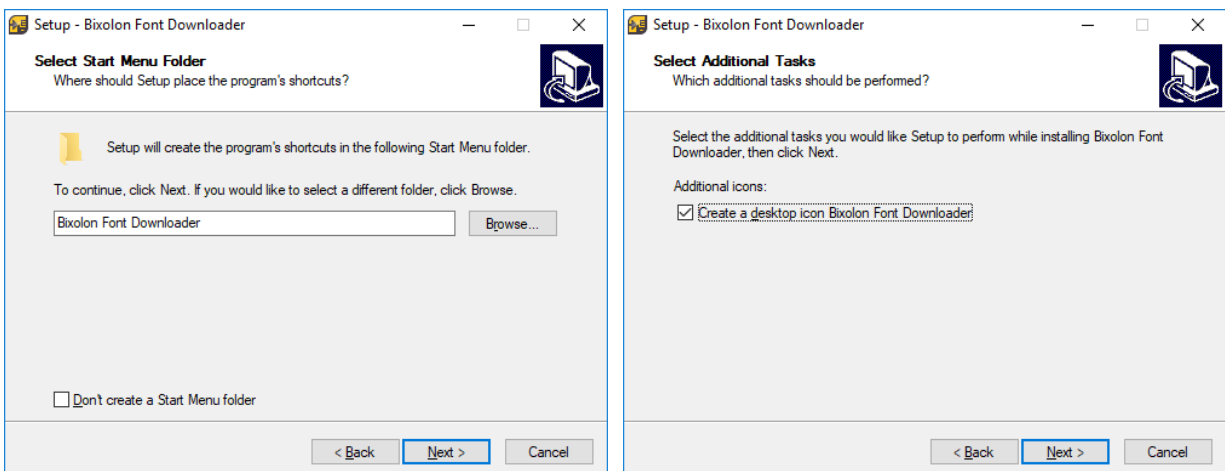 Setup - Bixolon Font Downloader
Select Start Menu Folder
Where should Setup place the program's shortcuts?
Setup will create the program's shortcuts in the following Start Menu folder.
To continue, click Next. If you would like to select a different folder, click Browse.
Bixolon Font Downloader
Browse...
Don't create a Start Menu folder
< Back
Next >
Cancel
Setup - Bixolon Font Downloader
Select Additional Tasks
Which additional tasks should be performed?
Select the additional tasks you would like Setup to perform while installing Bixolon Font
Downloader, then click Next.
Additional icons:
Create a desktop icon Bixolon Font Downloader
< Back
Next >
Cancel